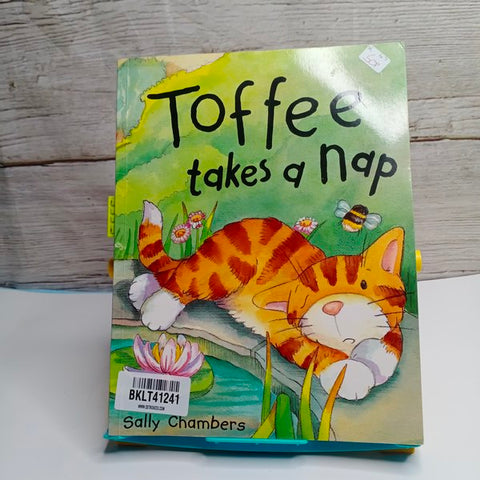 Toffee
takes a nap
BKLT41241
Sally Chambers